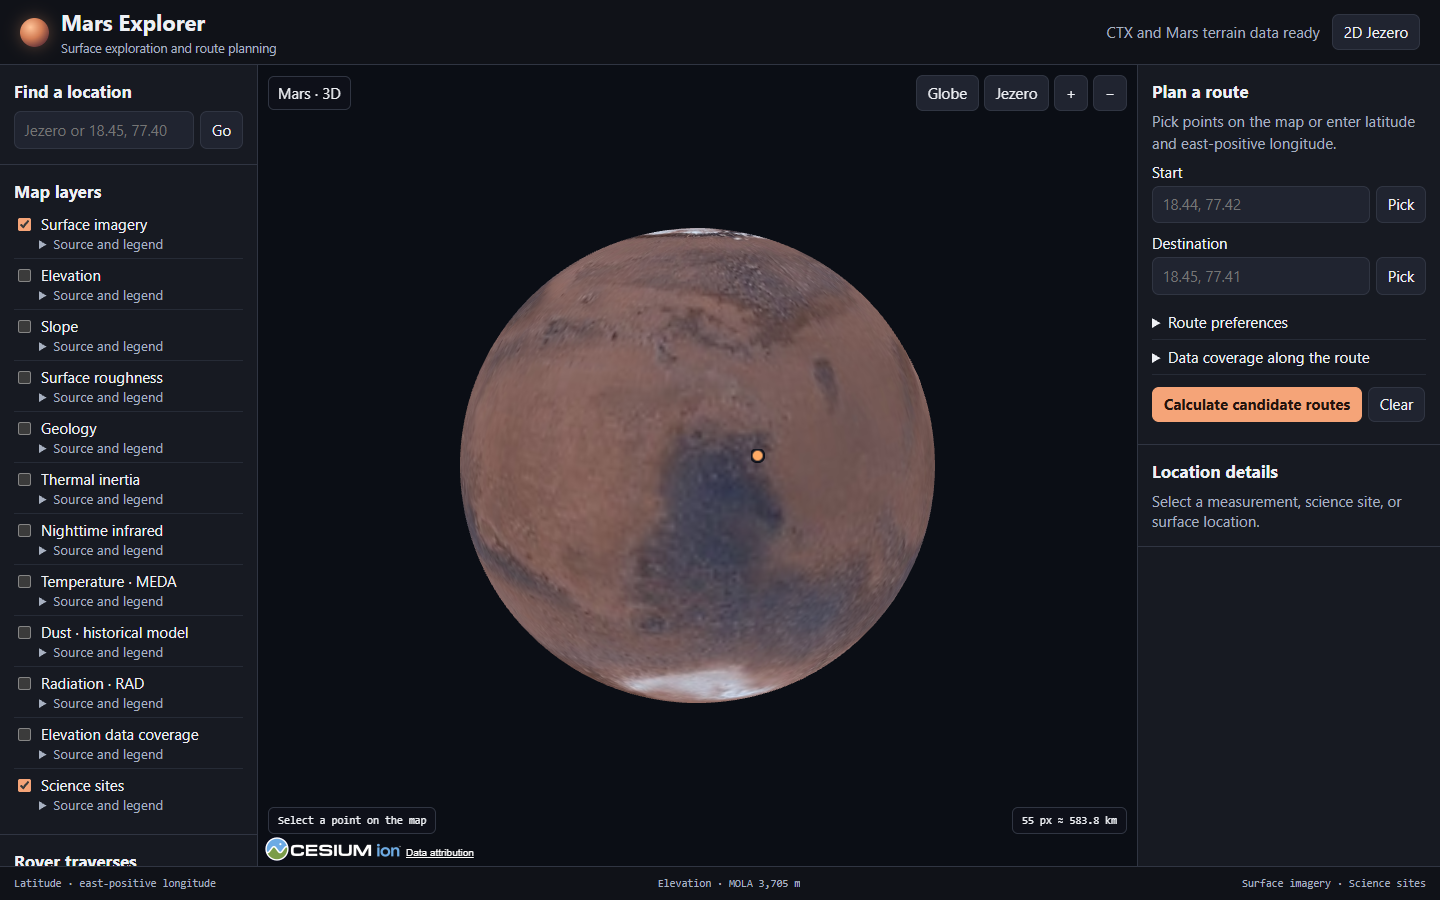 Mars Explorer
Surface exploration and route planning
CTX and Mars terrain data ready
2D Jezero
Find a location
Jezero or 18.45, 77.40
Go
Map layers
Surface imagery
Source and legend
Elevation
Source and legend
Slope
Source and legend
Surface roughness
Source and legend
Geology
Source and legend
Thermal inertia
Source and legend
Nighttime infrared
Source and legend
Temperature · MEDA
Source and legend
Dust · historical model
Source and legend
Radiation · RAD
Source and legend
Elevation data coverage
Source and legend
Science sites
Source and legend
Rover traverses
Mars · 3D
Globe
Jezero
+
−
Select a point on the map
55 px ≈ 583.8 km
CESIUM ion
Data attribution
Plan a route
Pick points on the map or enter latitude
and east-positive longitude.
Start
18.44, 77.42
Pick
Destination
18.45, 77.41
Pick
Route preferences
Data coverage along the route
Calculate candidate routes
Clear
Location details
Select a measurement, science site, or
surface location.
Latitude · east-positive longitude
Elevation · MOLA 3,705 m
Surface imagery · Science sites